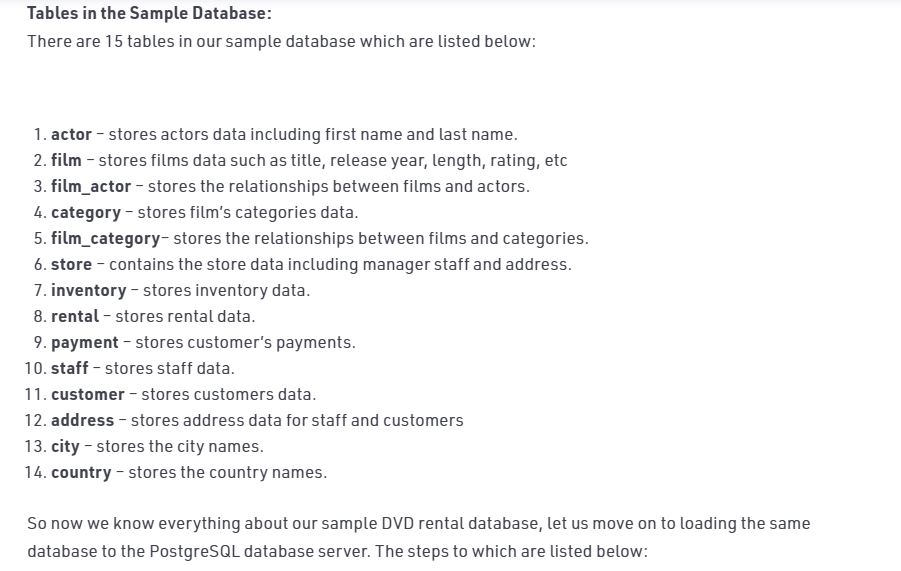 Tables in the Sample Database:
There are 15 tables in our sample database which are listed below:
1. actor – stores actors data including first name and last name.
2. film – stores films data such as title, release year, length, rating, etc
3. film_actor – stores the relationships between films and actors.
4. category – stores film's categories data.
5. film_category– stores the relationships between films and categories.
6. store – contains the store data including manager staff and address.
7. inventory – stores inventory data.
8. rental – stores rental data.
9. payment – stores customer's payments.
10. staff – stores staff data.
11. customer – stores customers data.
12. address – stores address data for staff and customers
13. city – stores the city names.
14. country – stores the country names.
So now we know everything about our sample DVD rental database, let us move on to loading the same
database to the PostgreSQL database server. The steps to which are listed below: